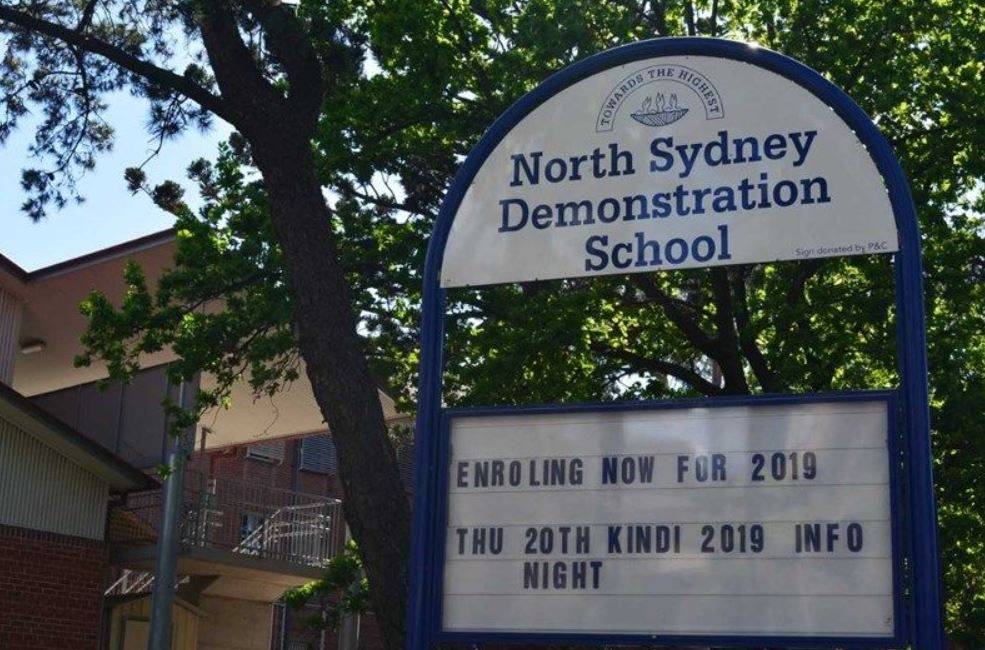 TOWARDS THE HIGHEST
North Sydney
Demonstration
School
Sign donated by P&C
ENROLING NOW FOR 2019
THU 20TH KINDI 2019 INFO
NIGHT